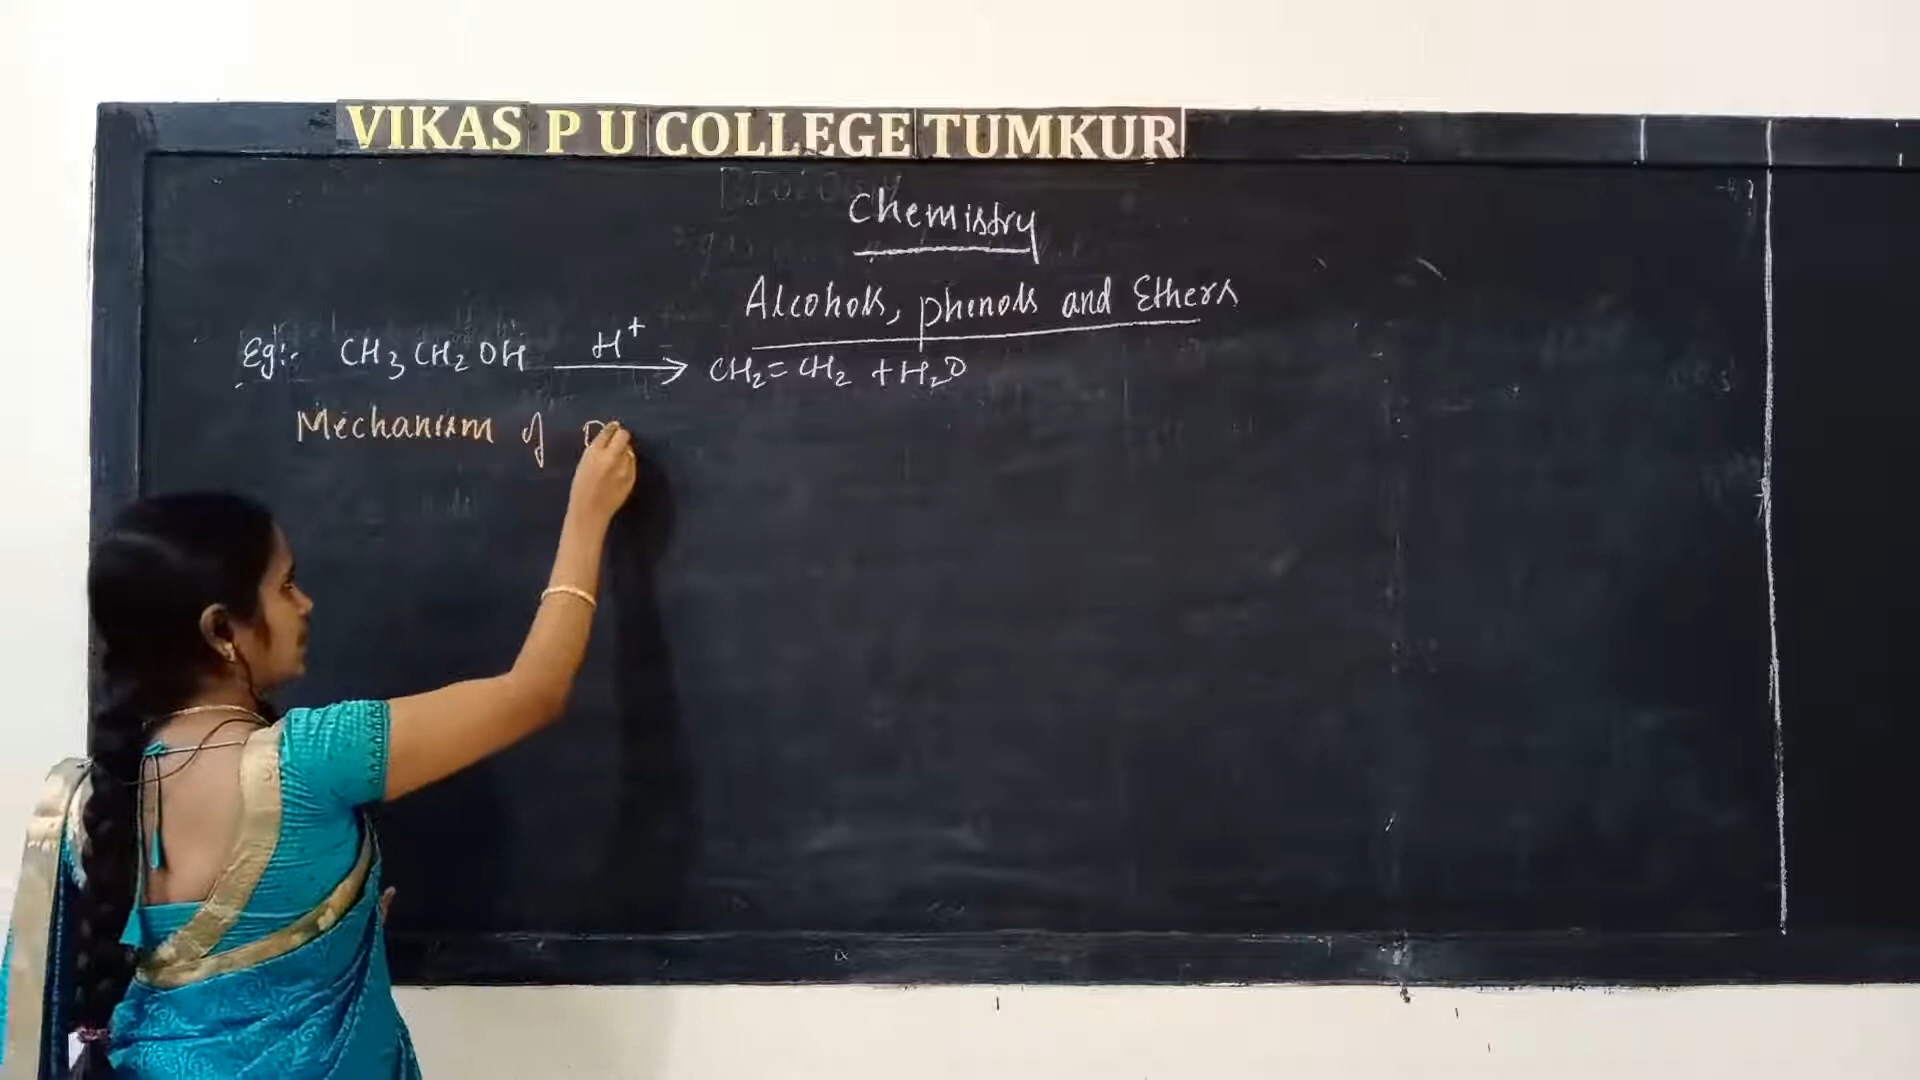 VIKAS P U COLLEGE TUMKUR
Chemistry
Alcohols, phenols and Ethers
Eg:- CH₃CH₂OH H⁺ → CH₂=CH₂ + H₂O
Mechanism of